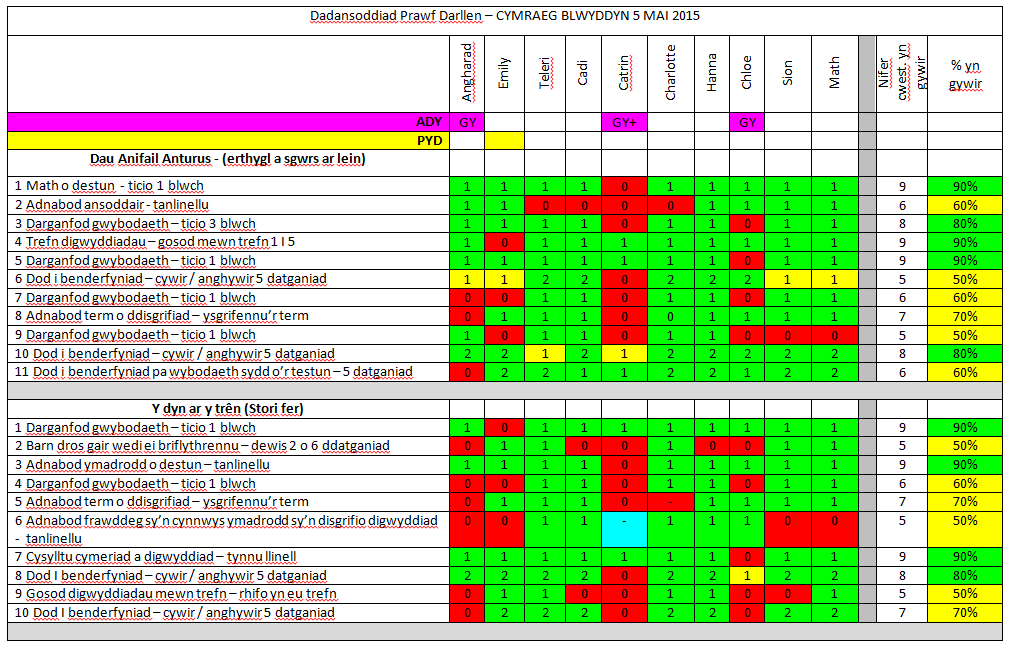 Dadansoddiad Prawf Darllen – CYMRAEG BLWYDDYN 5 MAI 2015
Angharad Emily Teleri Cadi Catrin Charlotte Hanna Chloe Sion Math Nifer cwest. yn gywir % yn gywir
ADY GY GY+ GY
PYD
Dau Anifail Anturus - (erthygl a sgwrs ar lein)
1 Math o destun - ticio 1 blwch 1 1 1 1 0 1 1 1 1 1 9 90%
2 Adnabod ansoddair - tanlinellu 1 1 0 0 0 0 1 1 1 1 6 60%
3 Darganfod gwybodaeth – ticio 3 blwch 1 1 1 1 0 1 1 0 1 1 8 80%
4 Trefn digwyddiadau – gosod mewn trefn 1 I 5 1 0 1 1 1 1 1 1 1 1 9 90%
5 Darganfod gwybodaeth – ticio 1 blwch 1 1 1 1 1 1 1 0 1 1 9 90%
6 Dod i benderfyniad – cywir / anghywir 5 datganiad 1 1 2 2 0 2 2 2 1 1 5 50%
7 Darganfod gwybodaeth – ticio 1 blwch 0 0 1 1 0 1 1 0 1 1 6 60%
8 Adnabod term o ddisgrifiad – ysgrifennu'r term 0 1 1 1 0 0 1 1 1 1 7 70%
9 Darganfod gwybodaeth – ticio 1 blwch 1 0 1 1 0 1 1 0 0 0 5 50%
10 Dod i benderfyniad – cywir / anghywir 5 datganiad 2 2 1 2 1 2 2 2 2 2 8 80%
11 Dod i benderfyniad pa wybodaeth sydd o'r testun – 5 datganiad 0 2 2 1 1 2 1 2 2 2 6 60%
Y dyn ar y trên (Stori fer)
1 Darganfod gwybodaeth – ticio 1 blwch 1 0 1 1 1 1 1 1 1 1 9 90%
2 Barn dros gair wedi ei briflythrennu – dewis 2 o 6 ddatganiad 0 1 1 0 0 1 0 0 1 1 5 50%
3 Adnabod ymadrodd o destun – tanlinellu 1 1 1 1 0 1 1 1 1 1 9 90%
4 Darganfod gwybodaeth – ticio 1 blwch 0 0 1 1 0 1 1 0 1 1 6 60%
5 Adnabod term o ddisgrifiad – ysgrifennu'r term 0 1 1 1 0 - 1 1 1 1 7 70%
6 Adnabod frawddeg sy'n cynnwys ymadrodd sy'n disgrifio digwyddiad
- tanlinellu 0 0 1 1 - 1 1 1 0 0 5 50%
7 Cysylltu cymeriad a digwyddiad – tynnu llinell 1 1 1 1 1 1 1 0 1 1 9 90%
8 Dod I benderfyniad – cywir / anghywir 5 datganiad 2 2 2 2 0 2 2 1 2 2 8 80%
9 Gosod digwyddiadau mewn trefn – rhifo yn eu trefn 0 1 1 0 0 1 1 0 0 1 5 50%
10 Dod I benderfyniad – cywir / anghywir 5 datganiad 0 2 2 2 0 2 2 0 2 2 7 70%